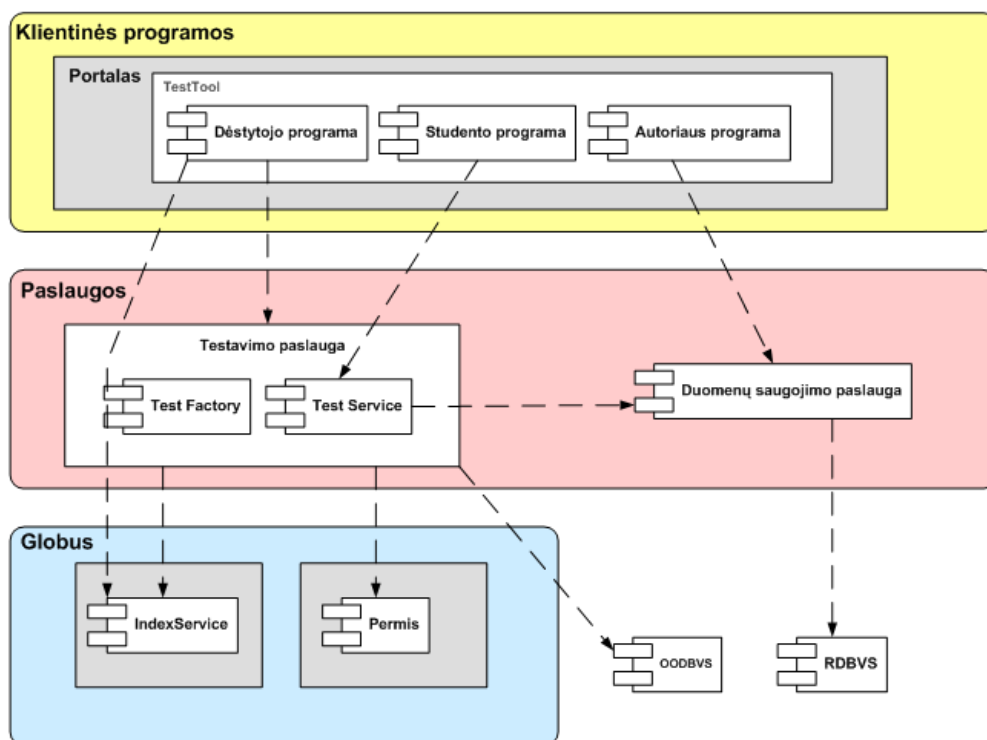 Klientinės programos
Portalas
TestTool
Dėstytojo programa
Studento programa
Autoriaus programa
Paslaugos
Testavimo paslauga
Test Factory
Test Service
Duomenų saugojimo paslauga
Globus
IndexService
Permis
OODBVS
RDBVS